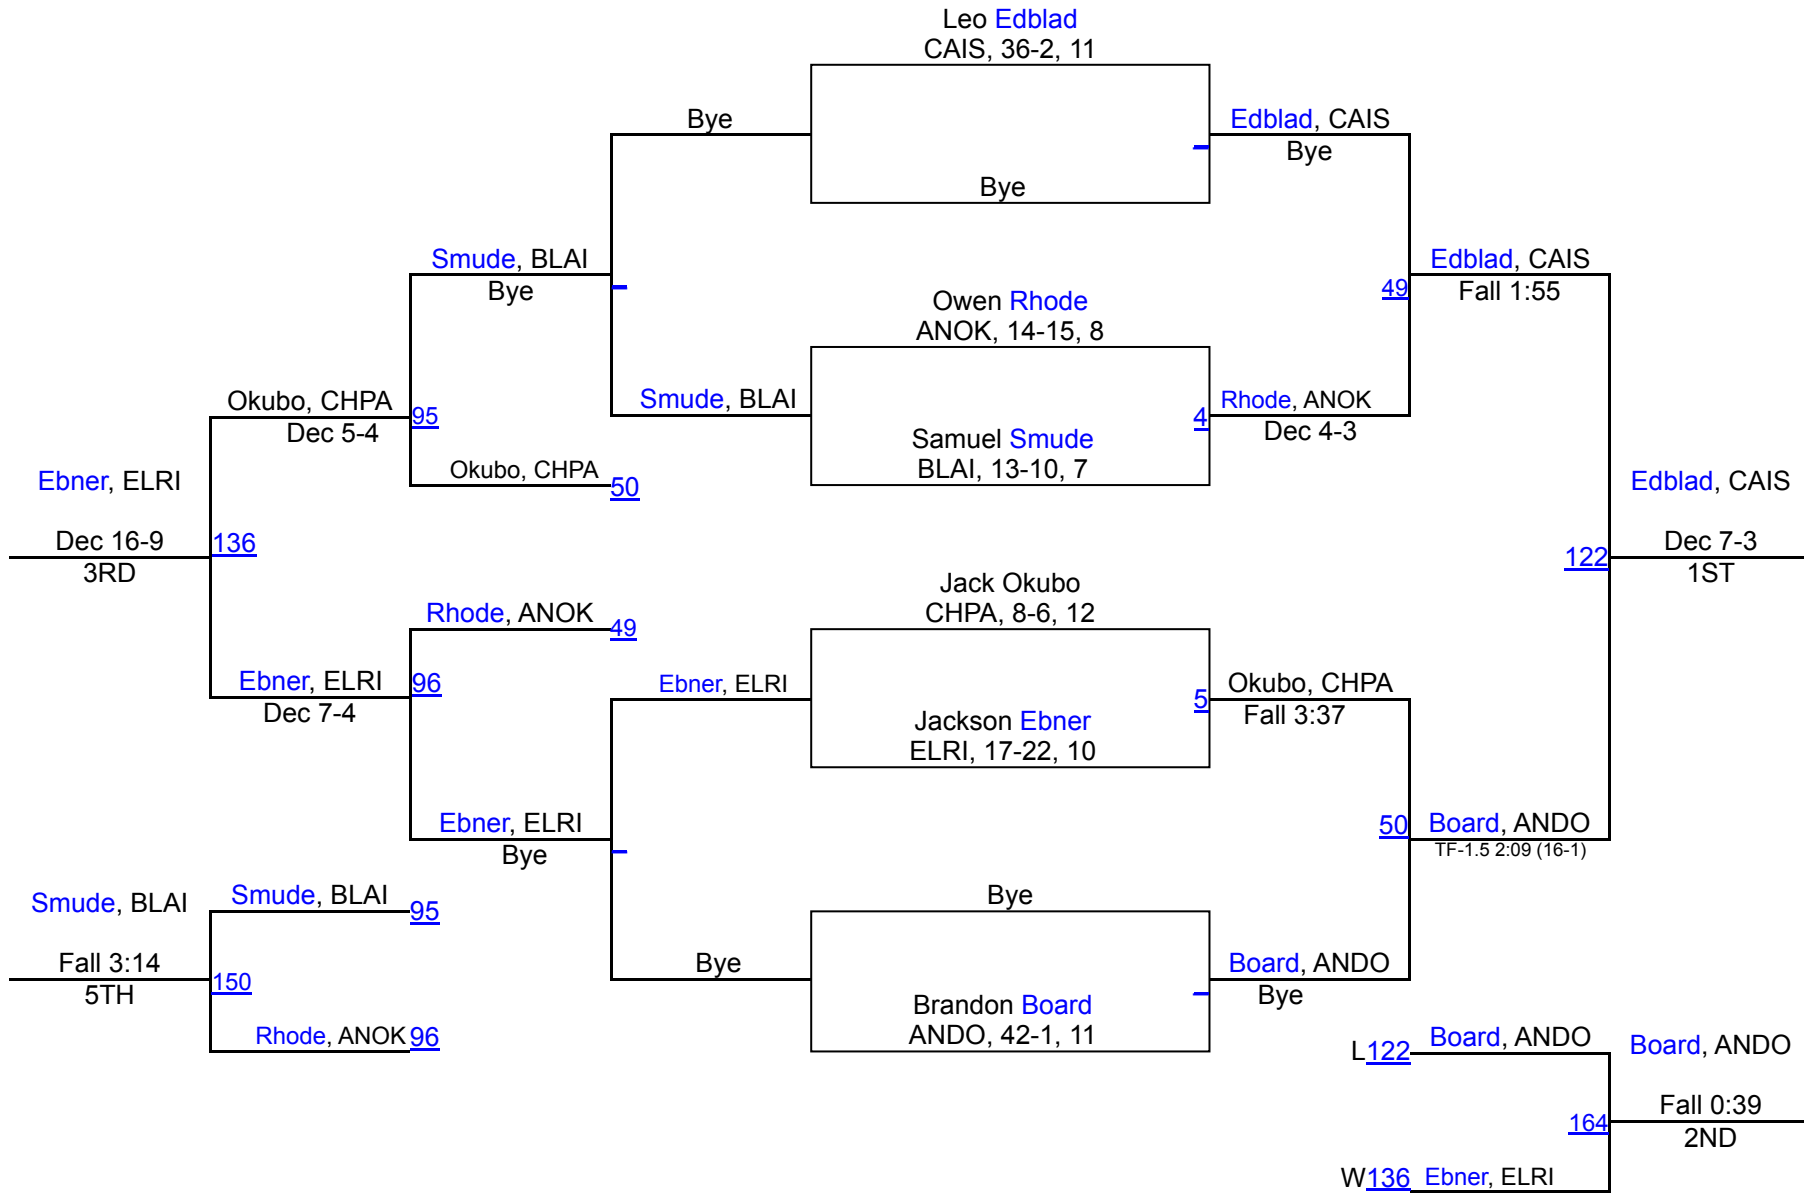 Leo Edblad
CAIS, 36-2, 11
Bye
Edblad, CAIS
Bye
Bye
Smude, BLAI
Bye
Edblad, CAIS
Fall 1:55
49
Owen Rhode
ANOK, 14-15, 8
Okubo, CHPA
Dec 5-4
95
Smude, BLAI
4
Rhode, ANOK
Dec 4-3
Samuel Smude
BLAI, 13-10, 7
Okubo, CHPA
50
Ebner, ELRI
Dec 16-9
3RD
136
Edblad, CAIS
Dec 7-3
1ST
122
Jack Okubo
CHPA, 8-6, 12
Rhode, ANOK
49
Ebner, ELRI
Dec 7-4
96
Ebner, ELRI
5
Okubo, CHPA
Fall 3:37
Jackson Ebner
ELRI, 17-22, 10
Ebner, ELRI
Bye
50
Board, ANDO
TF-1.5 2:09 (16-1)
Smude, BLAI
Smude, BLAI
95
Bye
Fall 3:14
5TH
150
Bye
Board, ANDO
Bye
Brandon Board
ANDO, 42-1, 11
Rhode, ANOK
96
L122
Board, ANDO
Board, ANDO
Fall 0:39
2ND
164
W136
Ebner, ELRI